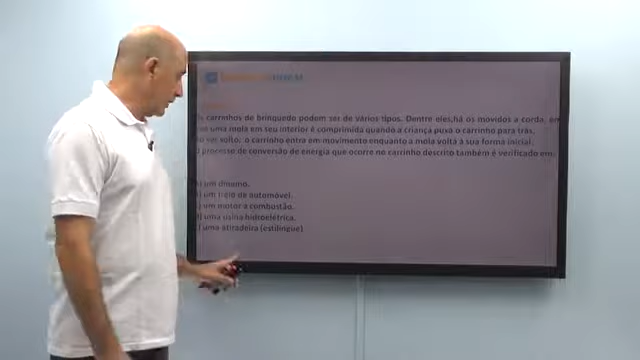 carrinhos de brinquedo podem ser de vários tipos. Dentre eles,há os movidos a corda, em
uma mola em seu interior é comprimida quando a criança puxa o carrinho para trás.
ser solto, o carrinho entra em movimento enquanto a mola volta à sua forma inicial.
processo de conversão de energia que ocorre no carrinho descrito também é verificado em:
um dínamo.
um freio de automóvel.
um motor a combustão.
uma usina hidroelétrica.
uma atiradeira (estilingue)